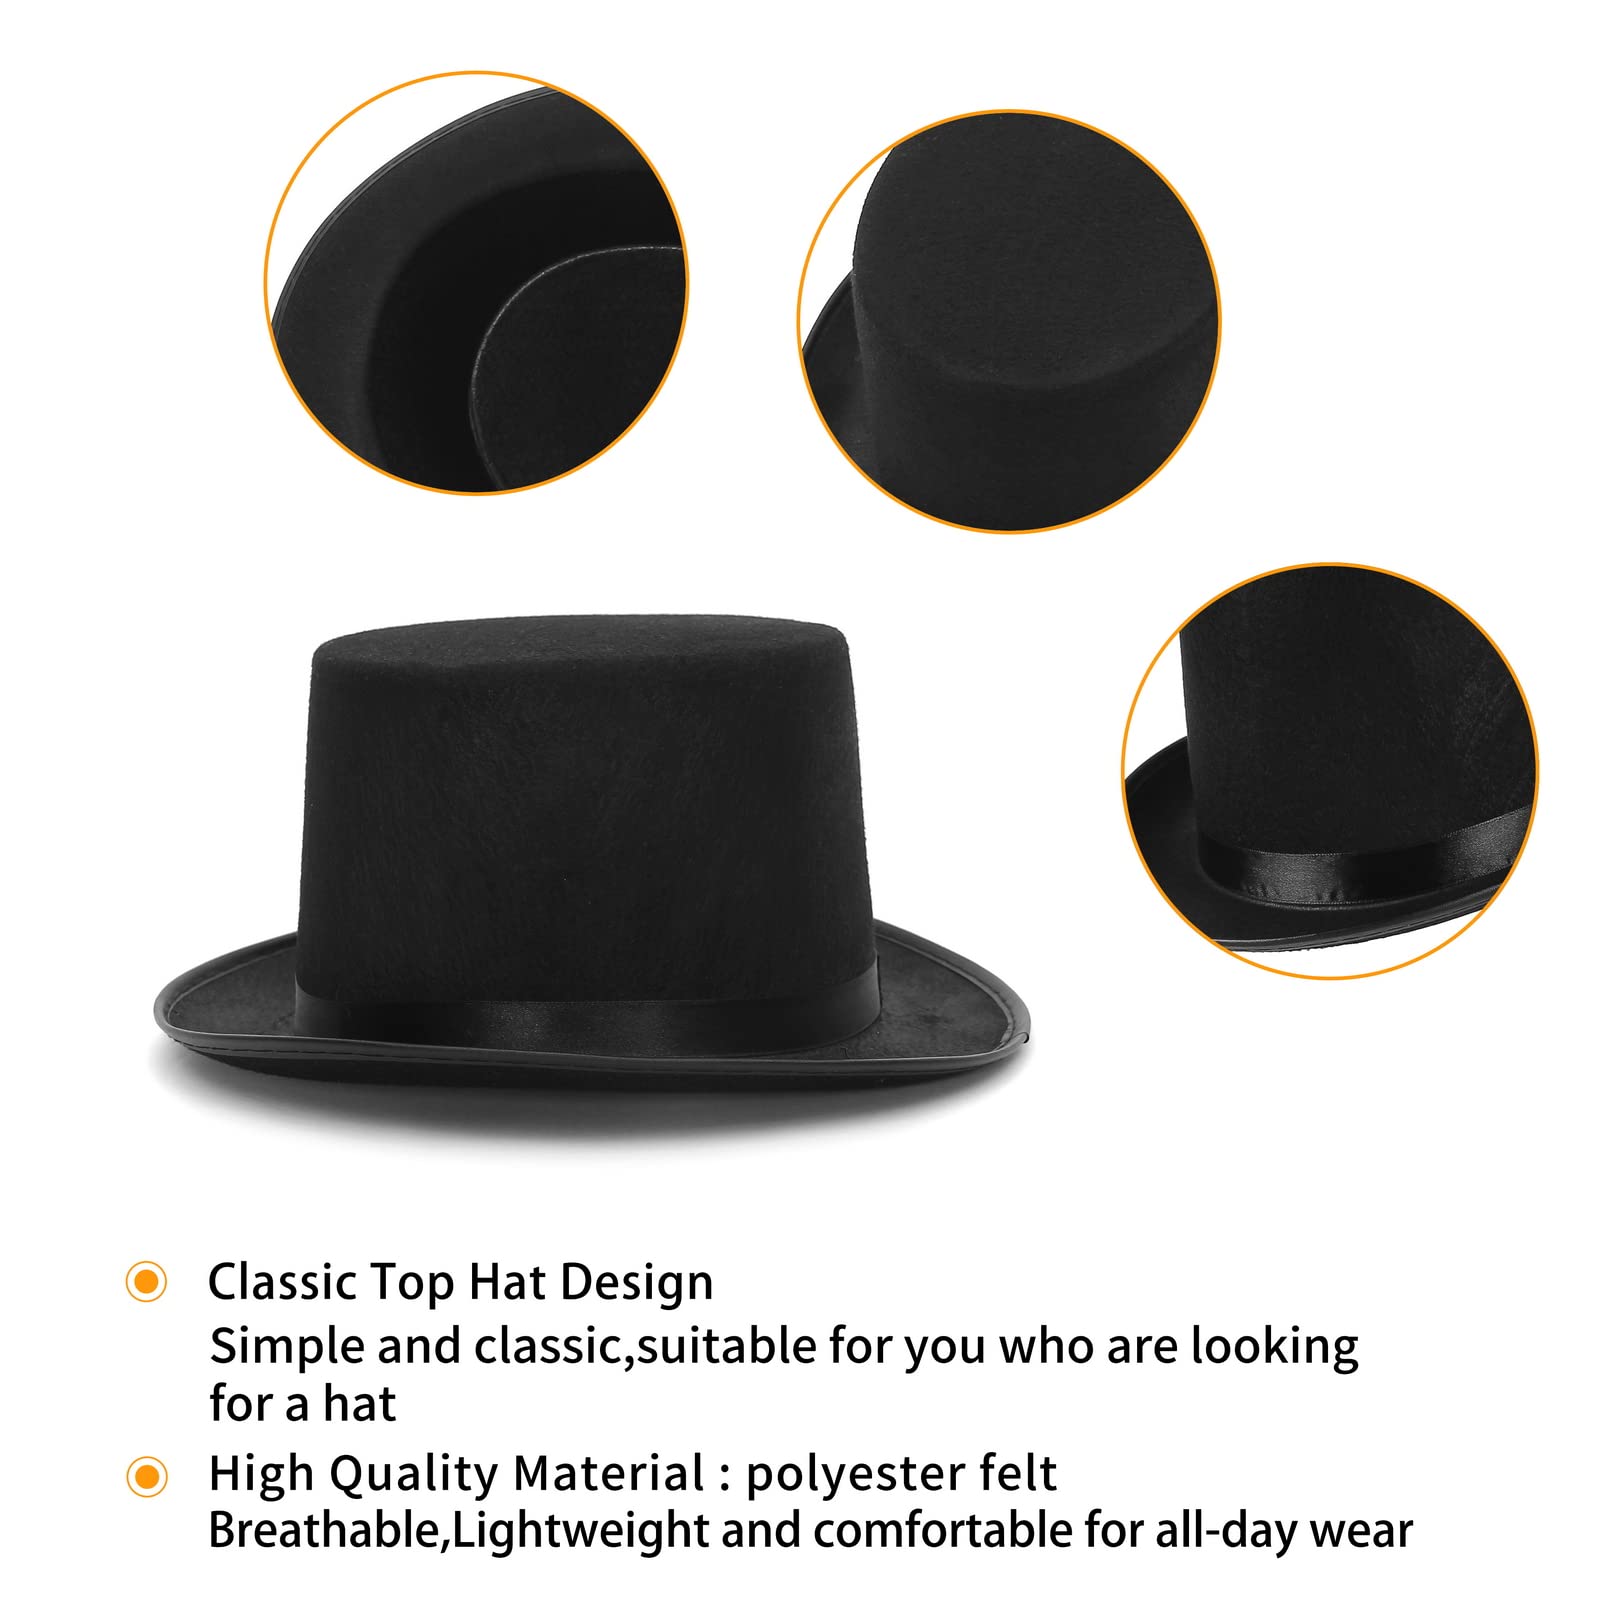 Classic Top Hat Design
Simple and classic,suitable for you who are looking
for a hat
High Quality Material : polyester felt
Breathable,Lightweight and comfortable for all-day wear